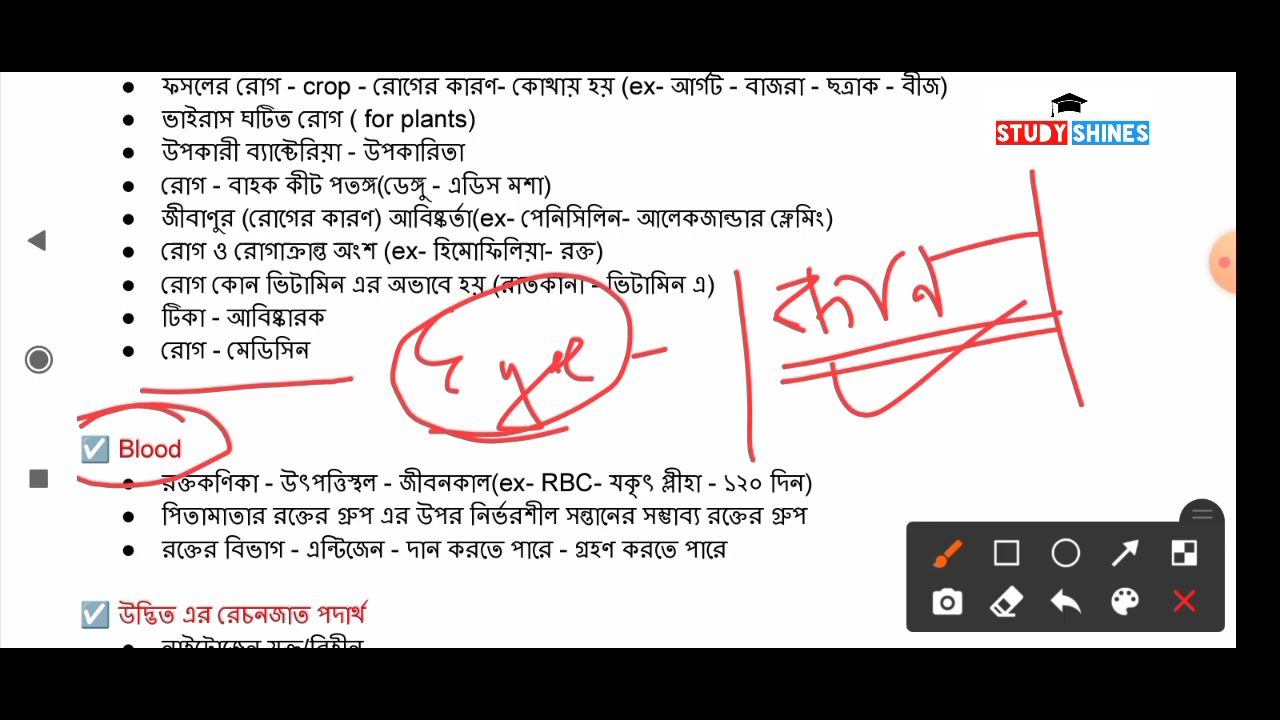 ● ফসলের রোগ - crop - রোগের কারণ- কোথায় হয় (ex- আর্গট - বাজরা - ছত্রাক - বীজ)
STUDY SHINES
● ভাইরাস ঘটিত রোগ ( for plants)
● উপকারী ব্যাক্টেরিয়া - উপকারিতা
● রোগ - বাহক কীট পতঙ্গ(ডেঙ্গু - এডিস মশা)
● জীবাণুর (রোগের কারণ) আবিষ্কর্তা(ex- পেনিসিলিন- আলেকজান্ডার ফ্লেমিং)
● রোগ ও রোগাক্রান্ত অংশ (ex- হিমোফিলিয়া- রক্ত)
● রোগ কোন ভিটামিন এর অভাবে হয় (রাতকানা - ভিটামিন এ)
কারণ
● টিকা - আবিষ্কারক
● রোগ - মেডিসিন
Eye
☑ Blood
● রক্তকণিকা - উৎপত্তিস্থল - জীবনকাল(ex- RBC- যকৃৎ প্লীহা - ১২০ দিন)
● পিতামাতার রক্তের গ্রুপ এর উপর নির্ভরশীল সন্তানের সম্ভাব্য রক্তের গ্রুপ
● রক্তের বিভাগ - এন্টিজেন - দান করতে পারে - গ্রহণ করতে পারে
☑ উদ্ভিত এর রেচনজাত পদার্থ
● নাইট্রোজেন যুক্ত/বিহীন